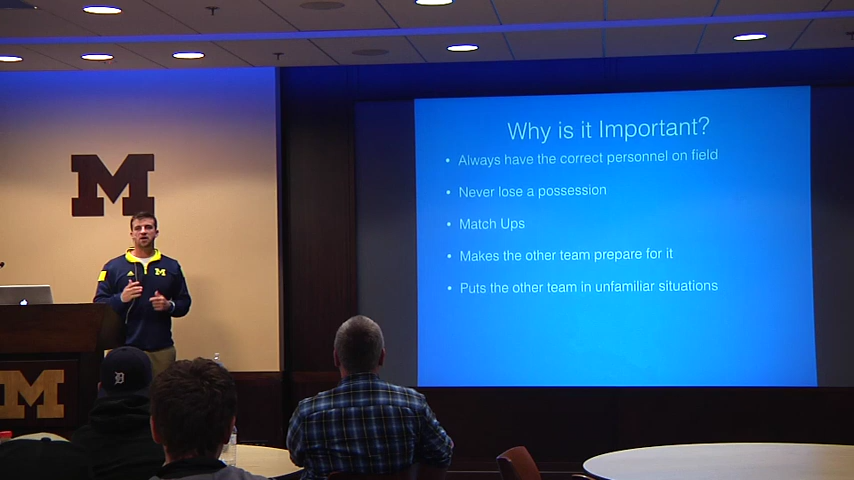 Why is it Important?
• Always have the correct personnel on field
• Never lose a possession
• Match Ups
• Makes the other team prepare for it
• Puts the other team in unfamiliar situations
M
M
M
D